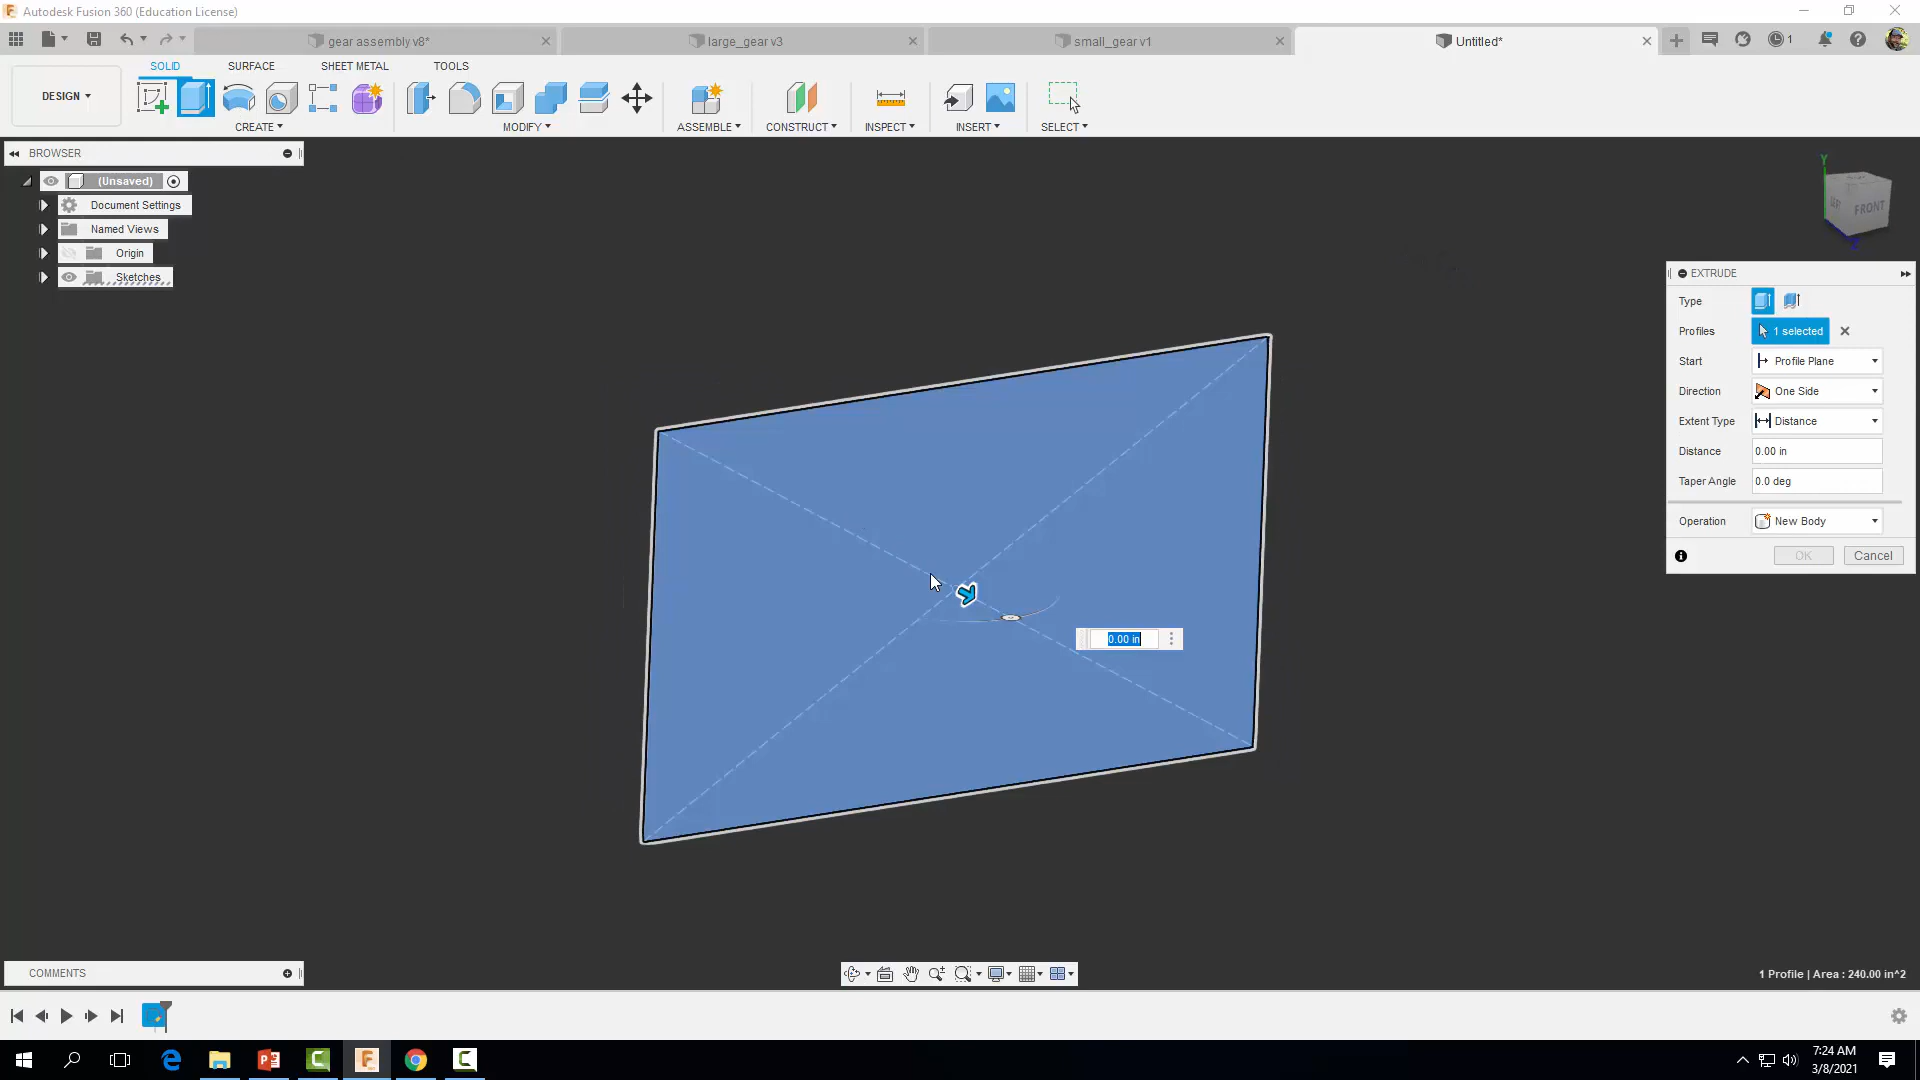 Autodesk Fusion 360 (Education License)
gear assembly v8*
large_gear v3
small_gear v1
Untitled*
1
SOLID
SURFACE
SHEET METAL
TOOLS
DESIGN
CREATE
MODIFY
ASSEMBLE
CONSTRUCT
INSPECT
INSERT
SELECT
BROWSER
(Unsaved)
Document Settings
Named Views
Origin
Sketches
Y
LEFT
FRONT
Z
EXTRUDE
Type
Profiles
1 selected
Start
Profile Plane
Direction
One Side
Extent Type
Distance
Distance
0.00 in
Taper Angle
0.0 deg
Operation
New Body
OK
Cancel
0.00 in
COMMENTS
1 Profile | Area : 240.00 in^2
7:24 AM
3/8/2021